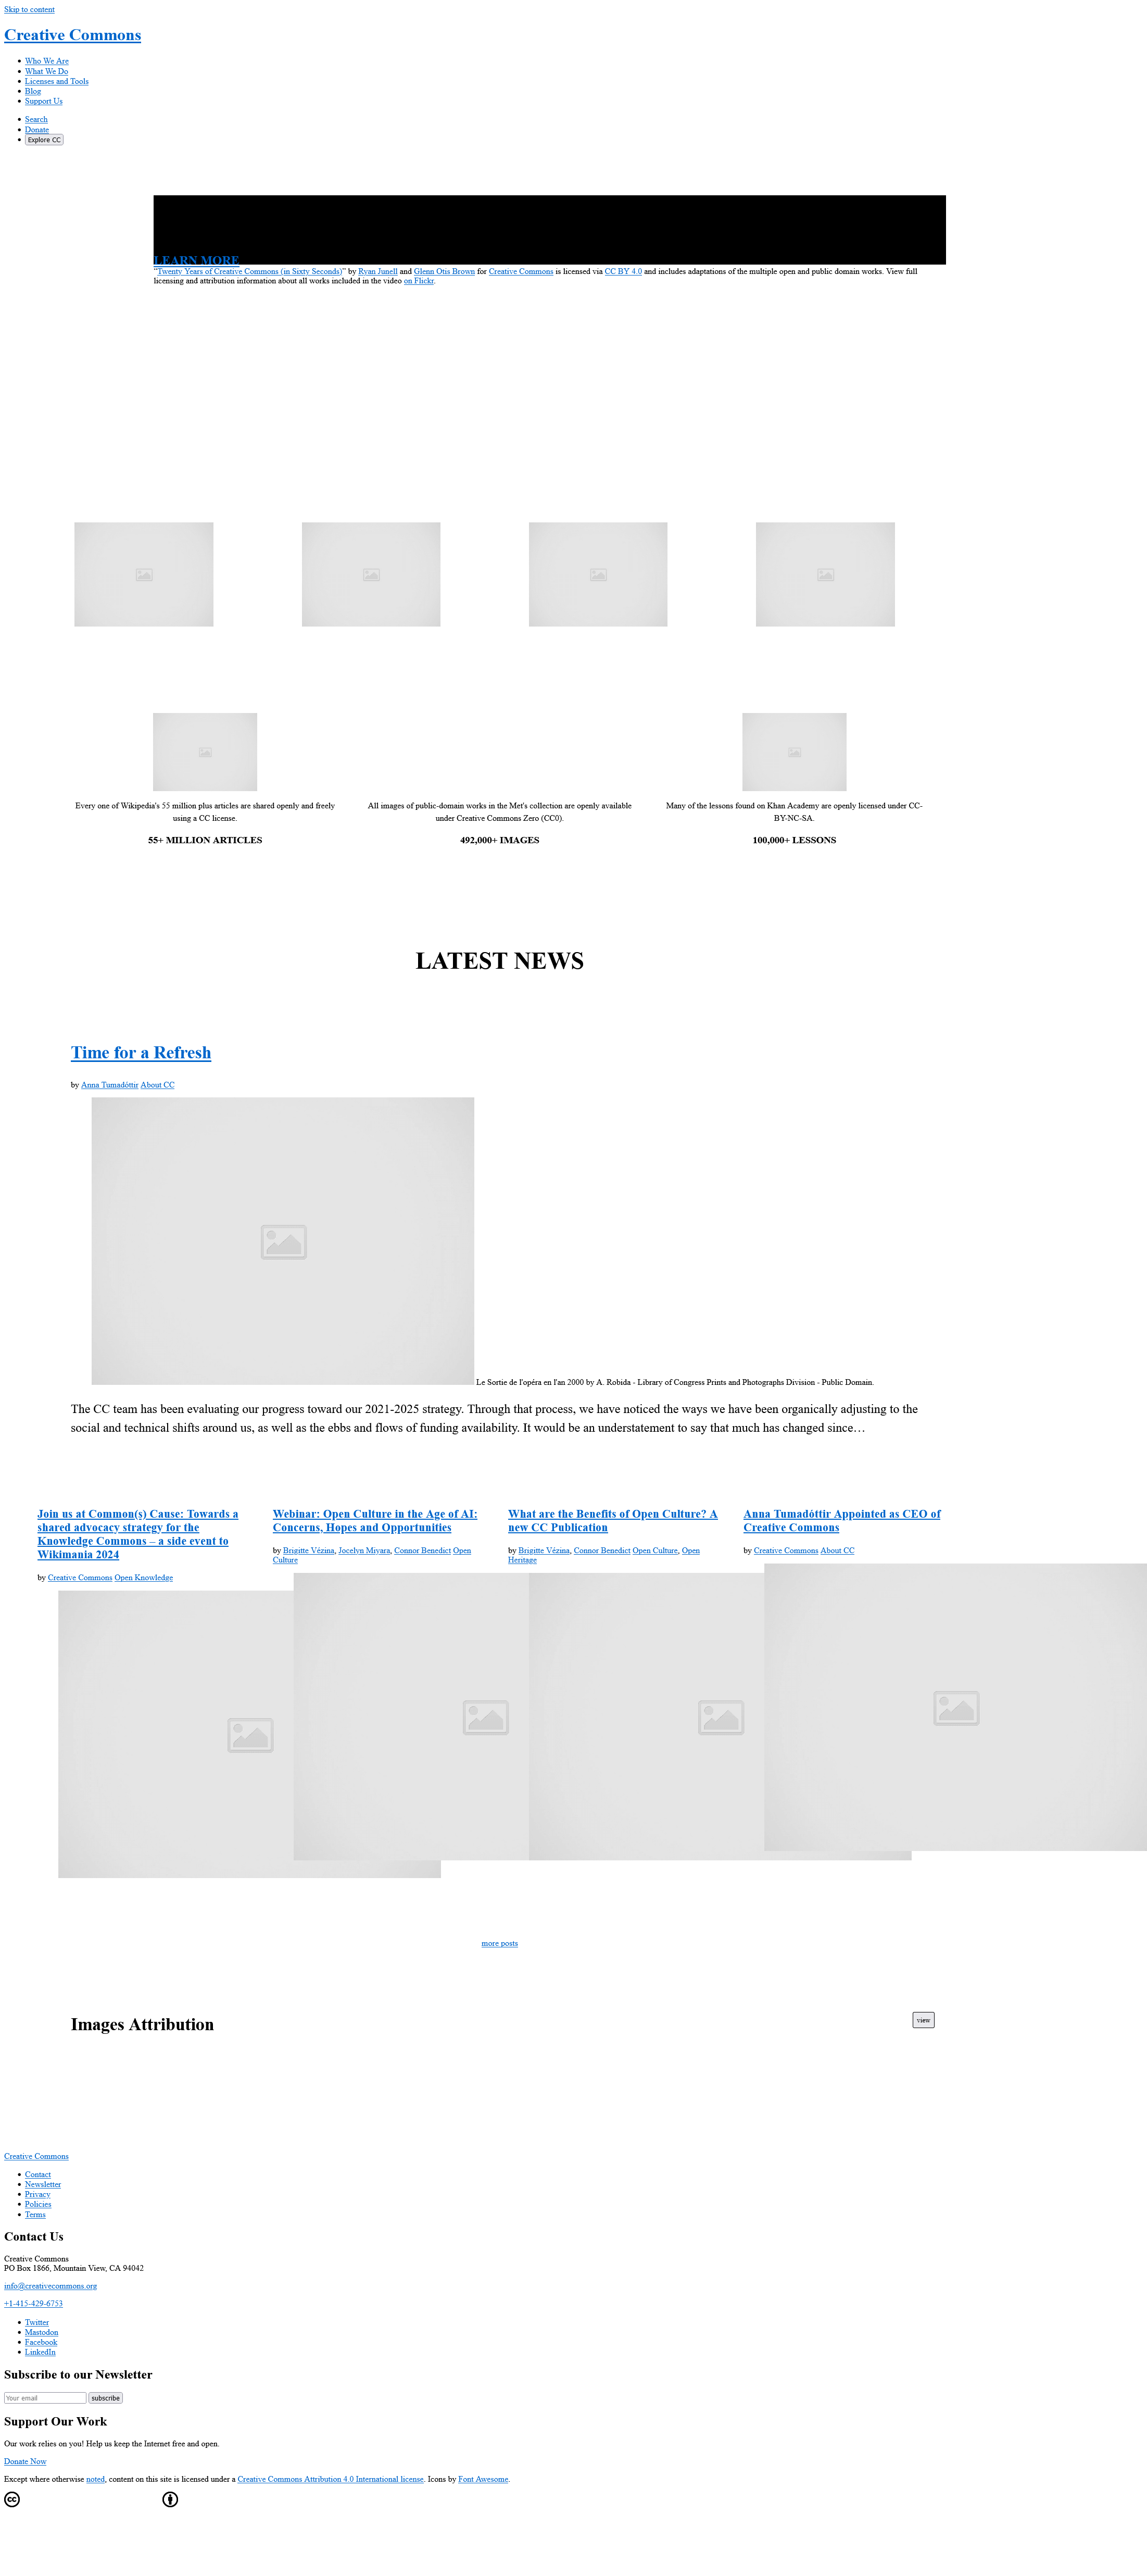 Skip to content
Creative Commons
Who We Are
What We Do
Licenses and Tools
Blog
Support Us
Search
Donate
Explore CC
LEARN MORE
"Twenty Years of Creative Commons (in Sixty Seconds)" by Ryan Junell and Glenn Otis Brown for Creative Commons is licensed via CC BY 4.0 and includes adaptations of the multiple open and public domain works. View full
licensing and attribution information about all works included in the video on Flickr.
Every one of Wikipedia's 55 million plus articles are shared openly and freely
using a CC license.
55+ MILLION ARTICLES
All images of public-domain works in the Met's collection are openly available
under Creative Commons Zero (CC0).
492,000+ IMAGES
Many of the lessons found on Khan Academy are openly licensed under CC-
BY-NC-SA.
100,000+ LESSONS
LATEST NEWS
Time for a Refresh
by Anna Tumadóttir About CC
Le Sortie de l'opéra en l'an 2000 by A. Robida - Library of Congress Prints and Photographs Division - Public Domain.
The CC team has been evaluating our progress toward our 2021-2025 strategy. Through that process, we have noticed the ways we have been organically adjusting to the
social and technical shifts around us, as well as the ebbs and flows of funding availability. It would be an understatement to say that much has changed since…
Join us at Common(s) Cause: Towards a
shared advocacy strategy for the
Knowledge Commons – a side event to
Wikimania 2024
by Creative Commons Open Knowledge
Webinar: Open Culture in the Age of AI:
Concerns, Hopes and Opportunities
by Brigitte Vézina, Jocelyn Miyara, Connor Benedict Open
Culture
What are the Benefits of Open Culture? A
new CC Publication
by Brigitte Vézina, Connor Benedict Open Culture, Open
Heritage
Anna Tumadóttir Appointed as CEO of
Creative Commons
by Creative Commons About CC
more posts
Images Attribution
view
Creative Commons
Contact
Newsletter
Privacy
Policies
Terms
Contact Us
Creative Commons
PO Box 1866, Mountain View, CA 94042
info@creativecommons.org
+1-415-429-6753
Twitter
Mastodon
Facebook
LinkedIn
Subscribe to our Newsletter
Your email subscribe
Support Our Work
Our work relies on you! Help us keep the Internet free and open.
Donate Now
Except where otherwise noted, content on this site is licensed under a Creative Commons Attribution 4.0 International license. Icons by Font Awesome.
cc